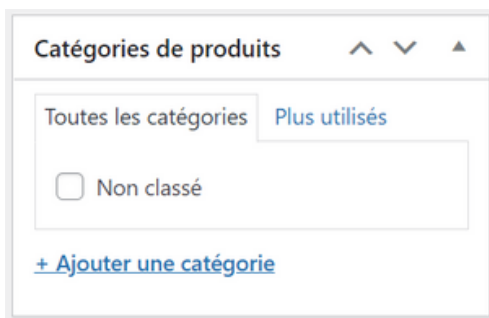 Catégories de produits
Toutes les catégories Plus utilisés
Non classé
+ Ajouter une catégorie